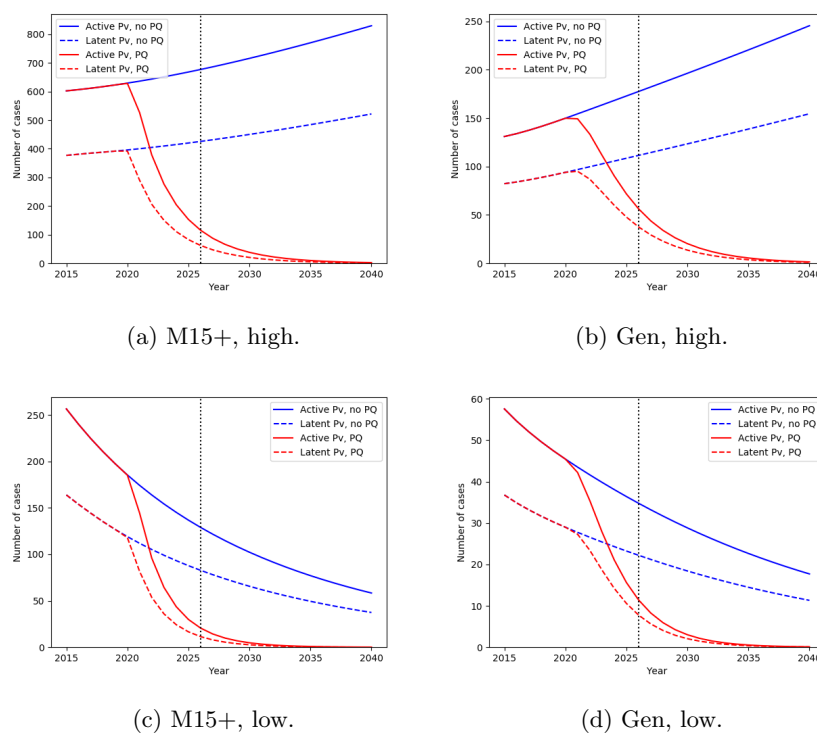 Active Pv, no PQ
Latent Pv, no PQ
Active Pv, PQ
Latent Pv, PQ
Number of cases
800
700
600
500
400
300
200
100
0
2015 2020 2025 2030 2035 2040
Year
(a) M15+, high.
Active Pv, no PQ
Latent Pv, no PQ
Active Pv, PQ
Latent Pv, PQ
Number of cases
250
200
150
100
50
0
2015 2020 2025 2030 2035 2040
Year
(b) Gen, high.
Active Pv, no PQ
Latent Pv, no PQ
Active Pv, PQ
Latent Pv, PQ
Number of cases
250
200
150
100
50
0
2015 2020 2025 2030 2035 2040
Year
(c) M15+, low.
Active Pv, no PQ
Latent Pv, no PQ
Active Pv, PQ
Latent Pv, PQ
Number of cases
60
50
40
30
20
10
0
2015 2020 2025 2030 2035 2040
Year
(d) Gen, low.